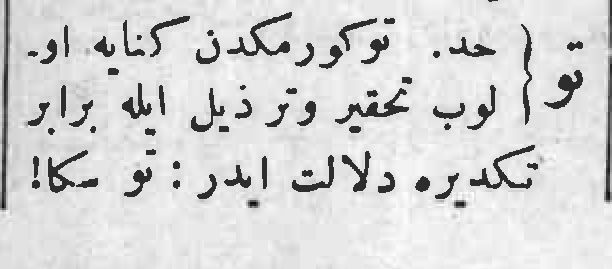 تو { حد. توكورمكدن كنايه او-
لوب تحقير وترذيل ايله برابر
تكديره دلالت ايدر : تو سكا!